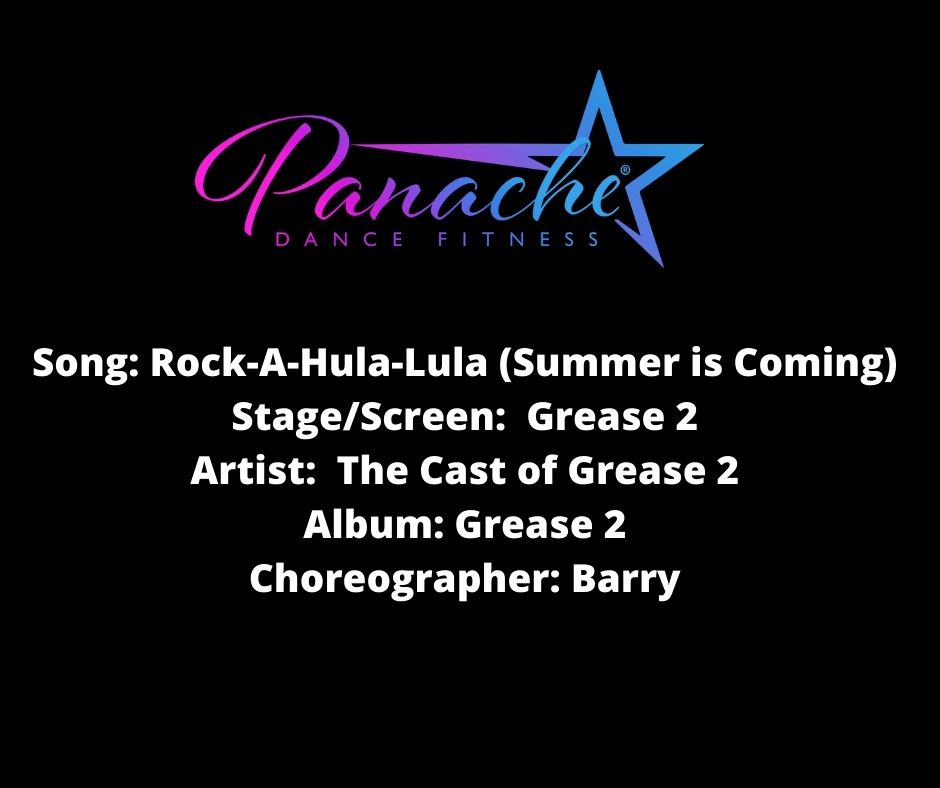 Panache®
DANCE FITNESS
Song: Rock-A-Hula-Lula (Summer is Coming)
Stage/Screen:  Grease 2
Artist:  The Cast of Grease 2
Album: Grease 2
Choreographer: Barry